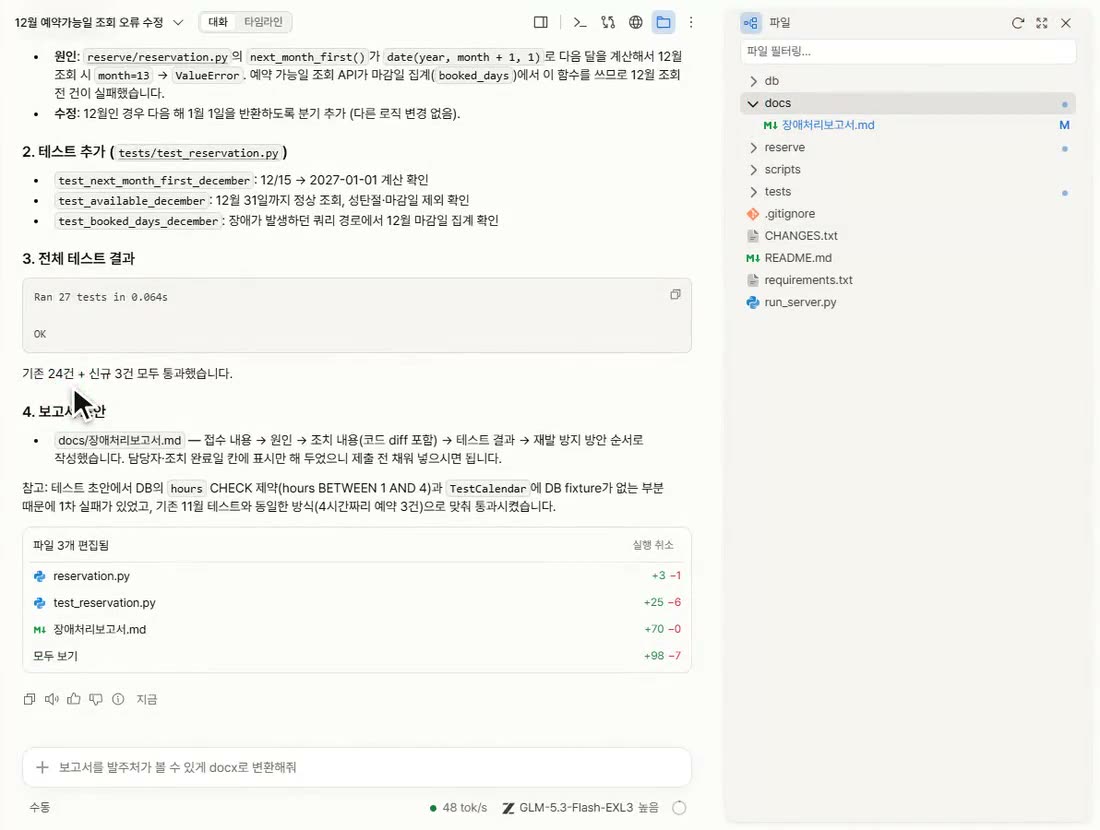 12월 예약가능일 조회 오류 수정
대화 타임라인
원인: reserve/reservation.py의 next_month_first()가 date(year, month + 1, 1)로 다음 달을 계산해서 12월
조회 시 month=13 → ValueError. 예약 가능일 조회 API가 마감일 집계(booked_days)에서 이 함수를 쓰므로 12월 조회
전 건이 실패했습니다.
수정: 12월인 경우 다음 해 1월 1일을 반환하도록 분기 추가 (다른 로직 변경 없음).
2. 테스트 추가 (tests/test_reservation.py)
test_next_month_first_december: 12/15 → 2027-01-01 계산 확인
test_available_december: 12월 31일까지 정상 조회, 성탄절·마감일 제외 확인
test_booked_days_december: 장애가 발생하던 쿼리 경로에서 12월 마감일 집계 확인
3. 전체 테스트 결과
Ran 27 tests in 0.064s
OK
기존 24건 + 신규 3건 모두 통과했습니다.
4. 보고서 안
docs/장애처리보고서.md — 접수 내용 → 원인 → 조치 내용(코드 diff 포함) → 테스트 결과 → 재발 방지 방안 순서로
작성했습니다. 담당자·조치 완료일 칸에 표시만 해 두었으니 제출 전 채워 넣으시면 됩니다.
참고: 테스트 초안에서 DB의 hours CHECK 제약(hours BETWEEN 1 AND 4)과 TestCalendar에 DB fixture가 없는 부분
때문에 1차 실패가 있었고, 기존 11월 테스트와 동일한 방식(4시간짜리 예약 3건)으로 맞춰 통과시켰습니다.
파일 3개 편집됨 실행 취소
reservation.py +3 −1
test_reservation.py +25 −6
M↓ 장애처리보고서.md +70 −0
모두 보기 +98 −7
지금
보고서를 발주처가 볼 수 있게 docx로 변환해줘
수동 48 tok/s GLM-5.3-Flash-EXL3 높음
파일
파일 필터링...
db
docs
M↓ 장애처리보고서.md M
reserve
scripts
tests
.gitignore
CHANGES.txt
M↓ README.md
requirements.txt
run_server.py